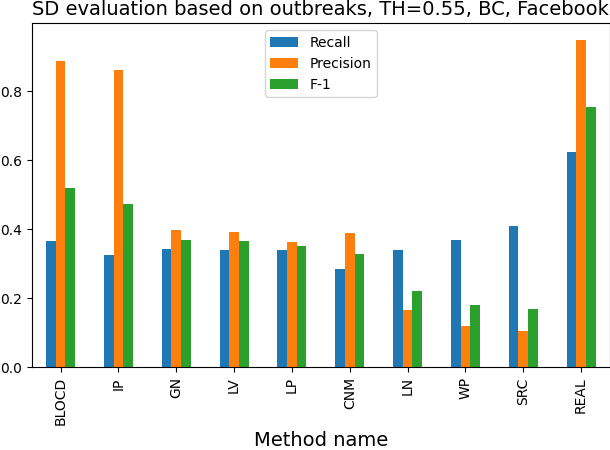 SD evaluation based on outbreaks, TH=0.55, BC, Facebook
Recall
Precision
F-1
0.8
0.6
0.4
0.2
0.0
BLOCD
IP
GN
LV
LP
CNM
LN
WP
SRC
REAL
Method name